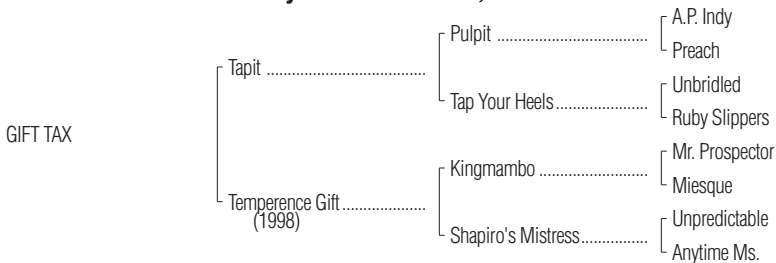 A.P. Indy
Pulpit ........................................
Preach
Tapit ..........................................
Unbridled
Tap Your Heels........................
Ruby Slippers
GIFT TAX
Mr. Prospector
Kingmambo .............................
Miesque
Temperence Gift......................
(1998)
Unpredictable
Shapiro's Mistress..................
Anytime Ms.